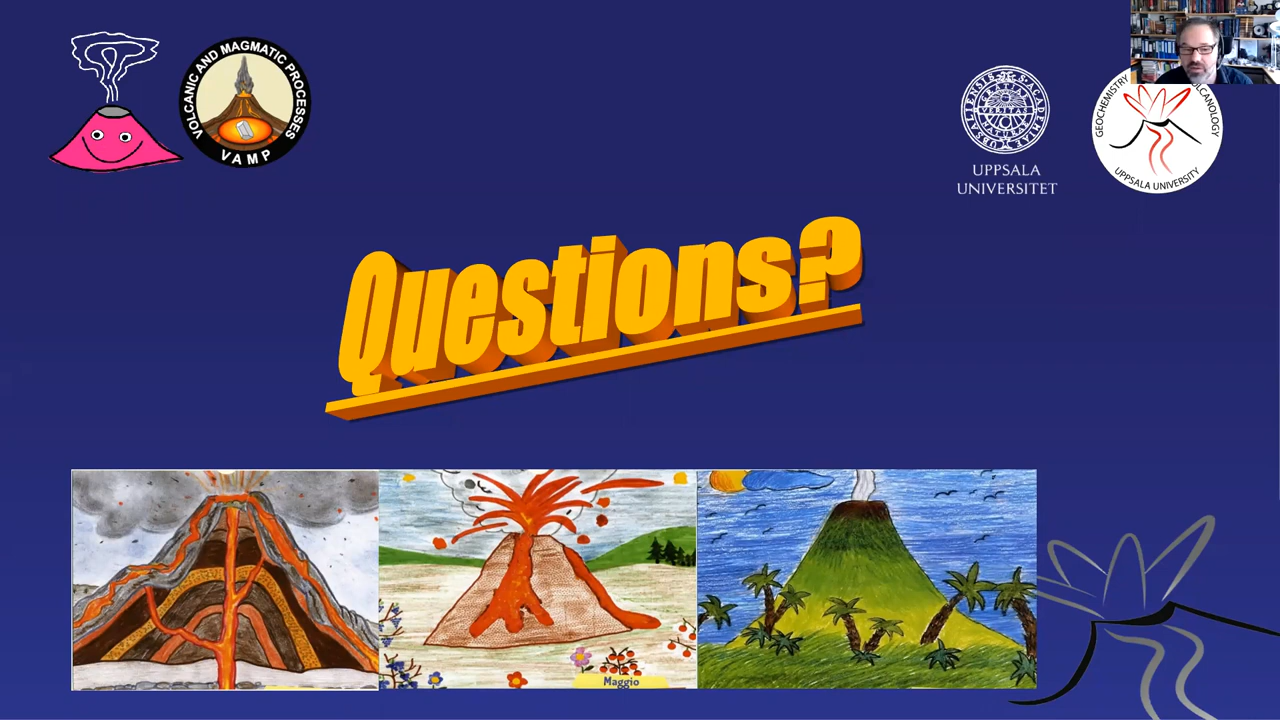 VOLCANIC AND MAGMATIC PROCESSES
VAMP
UPPSALA
UNIVERSITET
GEOCHEMISTRY
VOLCANOLOGY
UPPSALA UNIVERSITY
Questions?
Maggio